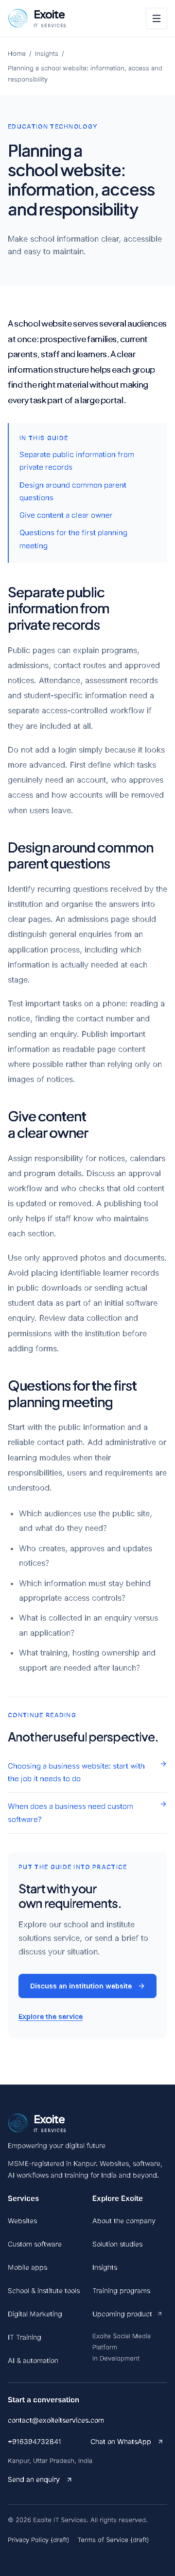 Exoite
IT SERVICES
Home / Insights /
Planning a school website: information, access and
responsibility
EDUCATION TECHNOLOGY
Planning a
school website:
information, access
and responsibility
Make school information clear, accessible
and easy to maintain.
A school website serves several audiences
at once: prospective families, current
parents, staff and learners. A clear
information structure helps each group
find the right material without making
every task part of a large portal.
IN THIS GUIDE
Separate public information from
private records
Design around common parent
questions
Give content a clear owner
Questions for the first planning
meeting
Separate public
information from
private records
Public pages can explain programs,
admissions, contact routes and approved
notices. Attendance, assessment records
and student-specific information need a
separate access-controlled workflow if
they are included at all.
Do not add a login simply because it looks
more advanced. First define which tasks
genuinely need an account, who approves
access and how accounts will be removed
when users leave.
Design around common
parent questions
Identify recurring questions received by the
institution and organise the answers into
clear pages. An admissions page should
distinguish general enquiries from an
application process, including which
information is actually needed at each
stage.
Test important tasks on a phone: reading a
notice, finding the contact number and
sending an enquiry. Publish important
information as readable page content
where possible rather than relying only on
images of notices.
Give content
a clear owner
Assign responsibility for notices, calendars
and program details. Discuss an approval
workflow and who checks that old content
is updated or removed. A publishing tool
only helps if staff know who maintains
each section.
Use only approved photos and documents.
Avoid placing identifiable learner records
in public downloads or sending actual
student data as part of an initial software
enquiry. Review data collection and
permissions with the institution before
adding forms.
Questions for the first
planning meeting
Start with the public information and a
reliable contact path. Add administrative or
learning modules when their
responsibilities, users and requirements are
understood.
• Which audiences use the public site,
and what do they need?
• Who creates, approves and updates
notices?
• Which information must stay behind
appropriate access controls?
• What is collected in an enquiry versus
an application?
• What training, hosting ownership and
support are needed after launch?
CONTINUE READING
Another useful perspective.
Choosing a business website: start with →
the job it needs to do
When does a business need custom →
software?
PUT THE GUIDE INTO PRACTICE
Start with your
own requirements.
Explore our school and institute
solutions service, or send a brief to
discuss your situation.
Discuss an institution website →
Explore the service
Exoite
IT SERVICES
Empowering your digital future
MSME-registered in Kanpur. Websites, software,
AI workflows and training for India and beyond.
Services
Websites
Custom software
Mobile apps
School & institute tools
Digital Marketing
IT Training
AI & automation
Explore Exoite
About the company
Solution studies
Insights
Training programs
Upcoming product ↗
Exoite Social Media
Platform
In Development
Start a conversation
contact@exoiteitservices.com
+916394732841
Chat on WhatsApp ↗
Kanpur, Uttar Pradesh, India
Send an enquiry ↗
© 2026 Exoite IT Services. All rights reserved.
Privacy Policy (draft) Terms of Service (draft)